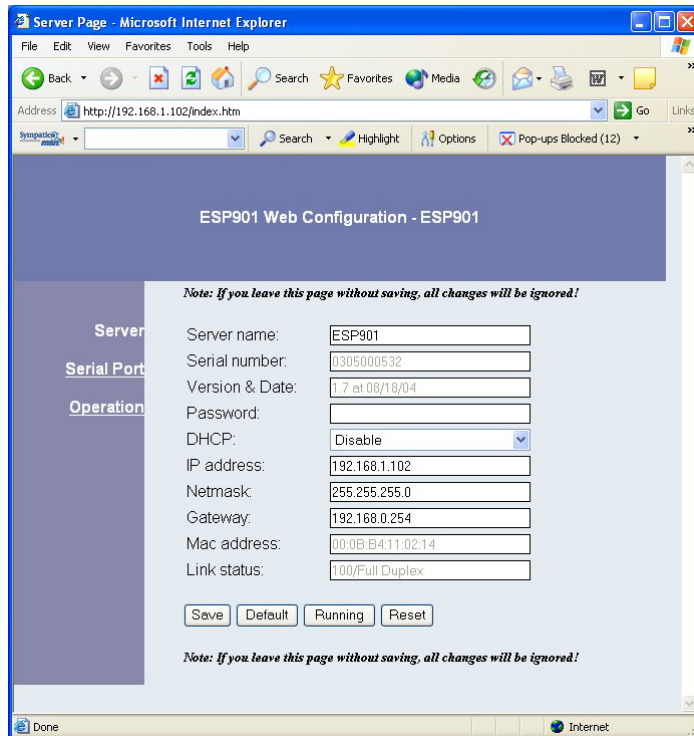 Server Page - Microsoft Internet Explorer
File Edit View Favorites Tools Help
Back Search Favorites Media
Address http://192.168.1.102/index.htm Go Links
Sympatico msn Search Highlight Options Pop-ups Blocked (12)
ESP901 Web Configuration - ESP901
Note: If you leave this page without saving, all changes will be ignored!
Server
Serial Port
Operation
Server name: ESP901
Serial number: 0305000532
Version & Date: 1.7 at 08/18/04
Password:
DHCP: Disable
IP address: 192.168.1.102
Netmask: 255.255.255.0
Gateway: 192.168.0.254
Mac address: 00:0B:B4:11:02:14
Link status: 100/Full Duplex
Save Default Running Reset
Note: If you leave this page without saving, all changes will be ignored!
Done Internet